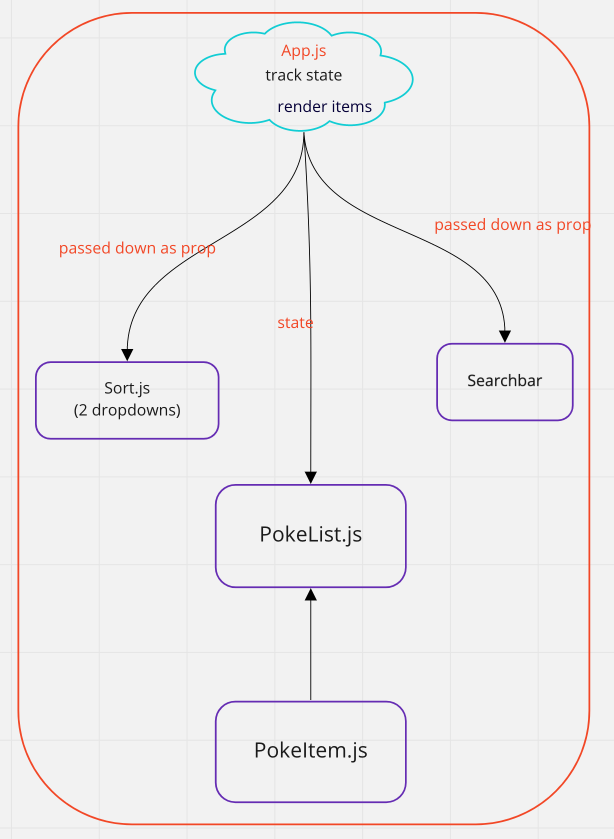 App.js
track state
render items
passed down as prop
passed down as prop
state
Sort.js
(2 dropdowns)
Searchbar
PokeList.js
PokeItem.js